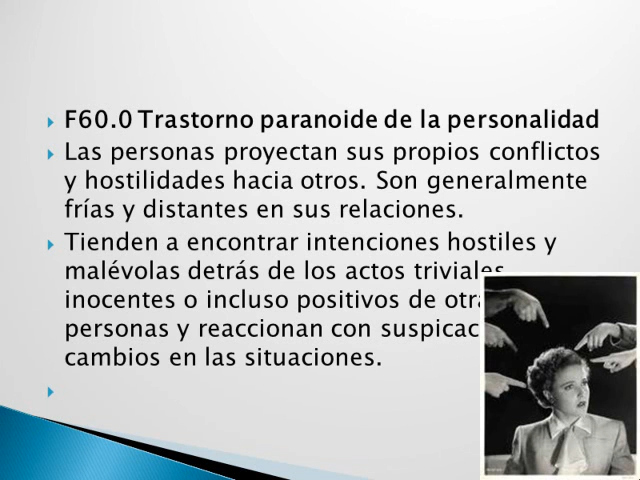 F60.0 Trastorno paranoide de la personalidad
Las personas proyectan sus propios conflictos
y hostilidades hacia otros. Son generalmente
frías y distantes en sus relaciones.
Tienden a encontrar intenciones hostiles y
malévolas detrás de los actos triviales
inocentes o incluso positivos de
personas y reaccionan con
cambios en las situaciones.